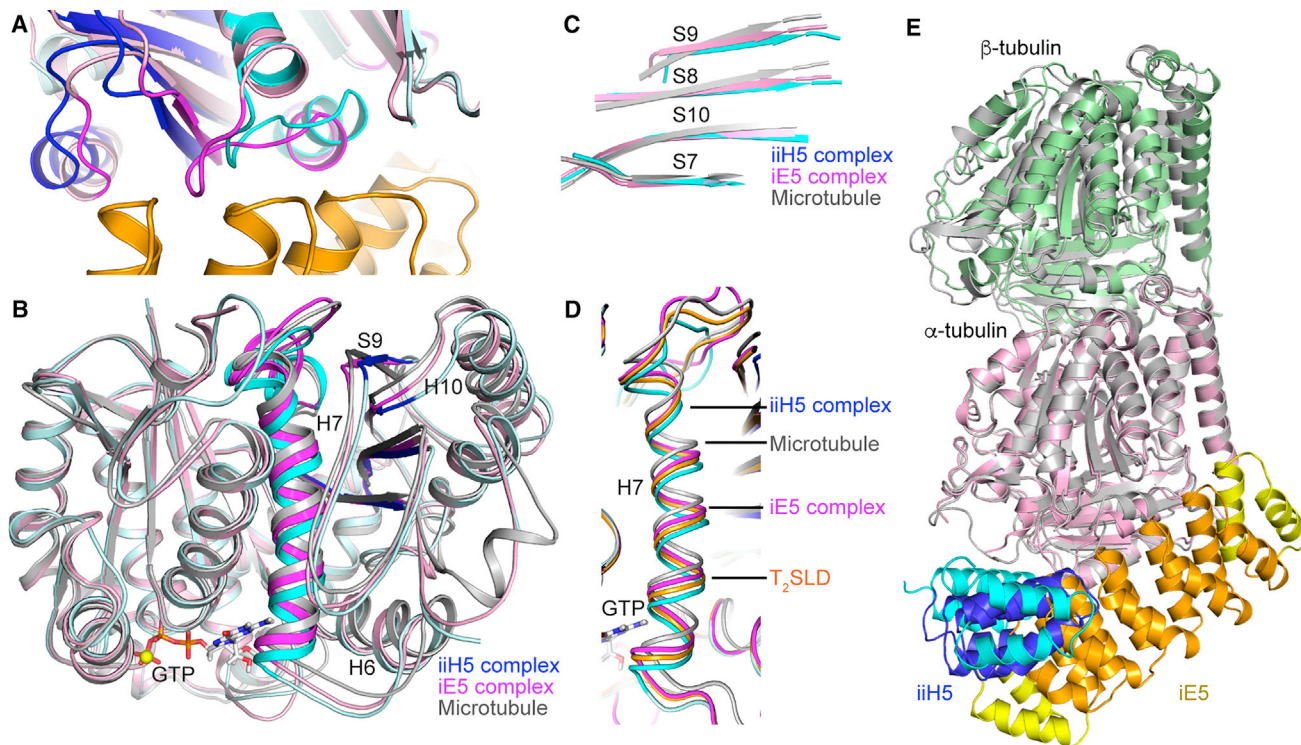 A
B
S9
H10
H7
GTP
H6
iiH5 complex
iE5 complex
Microtubule
C
S9
S8
S10
S7
iiH5 complex
iE5 complex
Microtubule
D
iiH5 complex
Microtubule
H7
iE5 complex
T₂SLD
GTP
E
β-tubulin
α-tubulin
iiH5
iE5